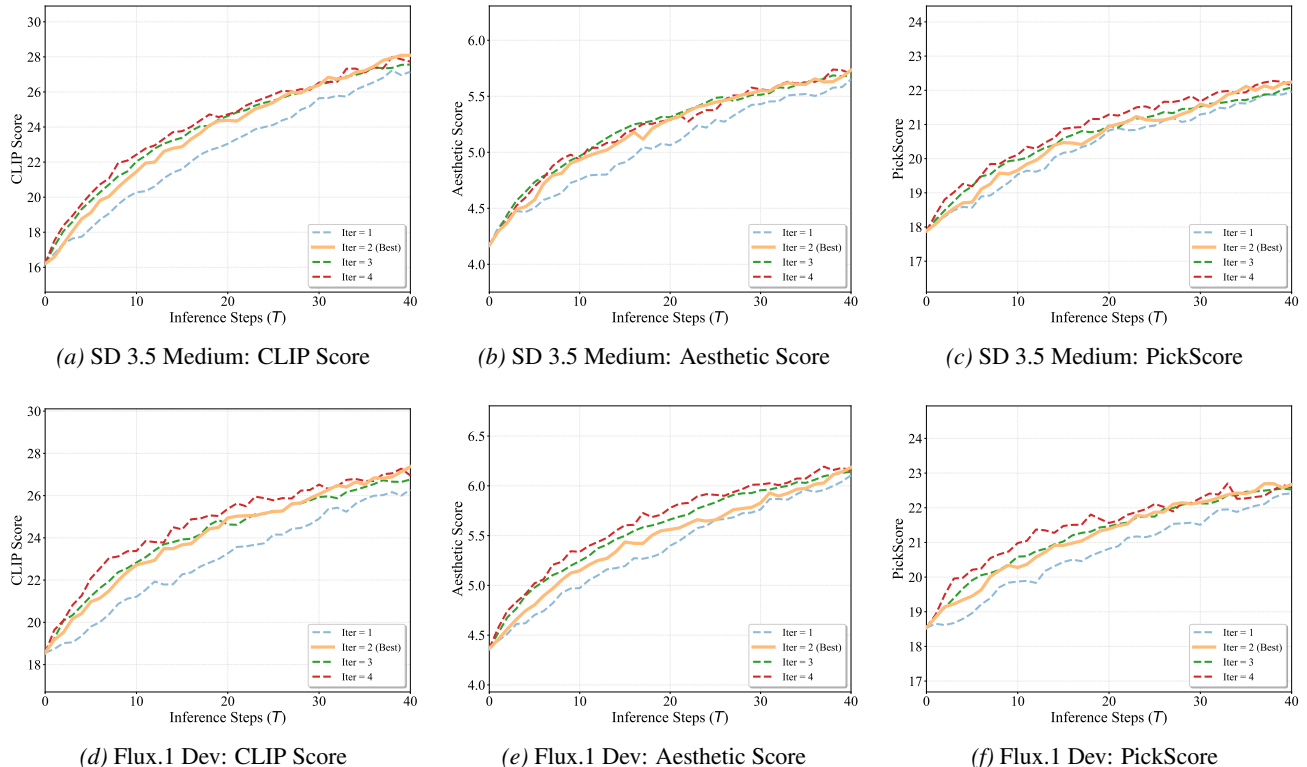 30
28
26
24
22
20
18
16
CLIP Score
0 10 20 30 40
Inference Steps (T)
Iter = 1
Iter = 2 (Best)
Iter = 3
Iter = 4
(a) SD 3.5 Medium: CLIP Score
6.0
5.5
5.0
4.5
4.0
Aesthetic Score
0 10 20 30 40
Inference Steps (T)
Iter = 1
Iter = 2 (Best)
Iter = 3
Iter = 4
(b) SD 3.5 Medium: Aesthetic Score
24
23
22
21
20
19
18
17
PickScore
0 10 20 30 40
Inference Steps (T)
Iter = 1
Iter = 2 (Best)
Iter = 3
Iter = 4
(c) SD 3.5 Medium: PickScore
30
28
26
24
22
20
18
CLIP Score
0 10 20 30 40
Inference Steps (T)
Iter = 1
Iter = 2 (Best)
Iter = 3
Iter = 4
(d) Flux.1 Dev: CLIP Score
6.5
6.0
5.5
5.0
4.5
4.0
Aesthetic Score
0 10 20 30 40
Inference Steps (T)
Iter = 1
Iter = 2 (Best)
Iter = 3
Iter = 4
(e) Flux.1 Dev: Aesthetic Score
24
23
22
21
20
19
18
17
PickScore
0 10 20 30 40
Inference Steps (T)
Iter = 1
Iter = 2 (Best)
Iter = 3
Iter = 4
(f) Flux.1 Dev: PickScore